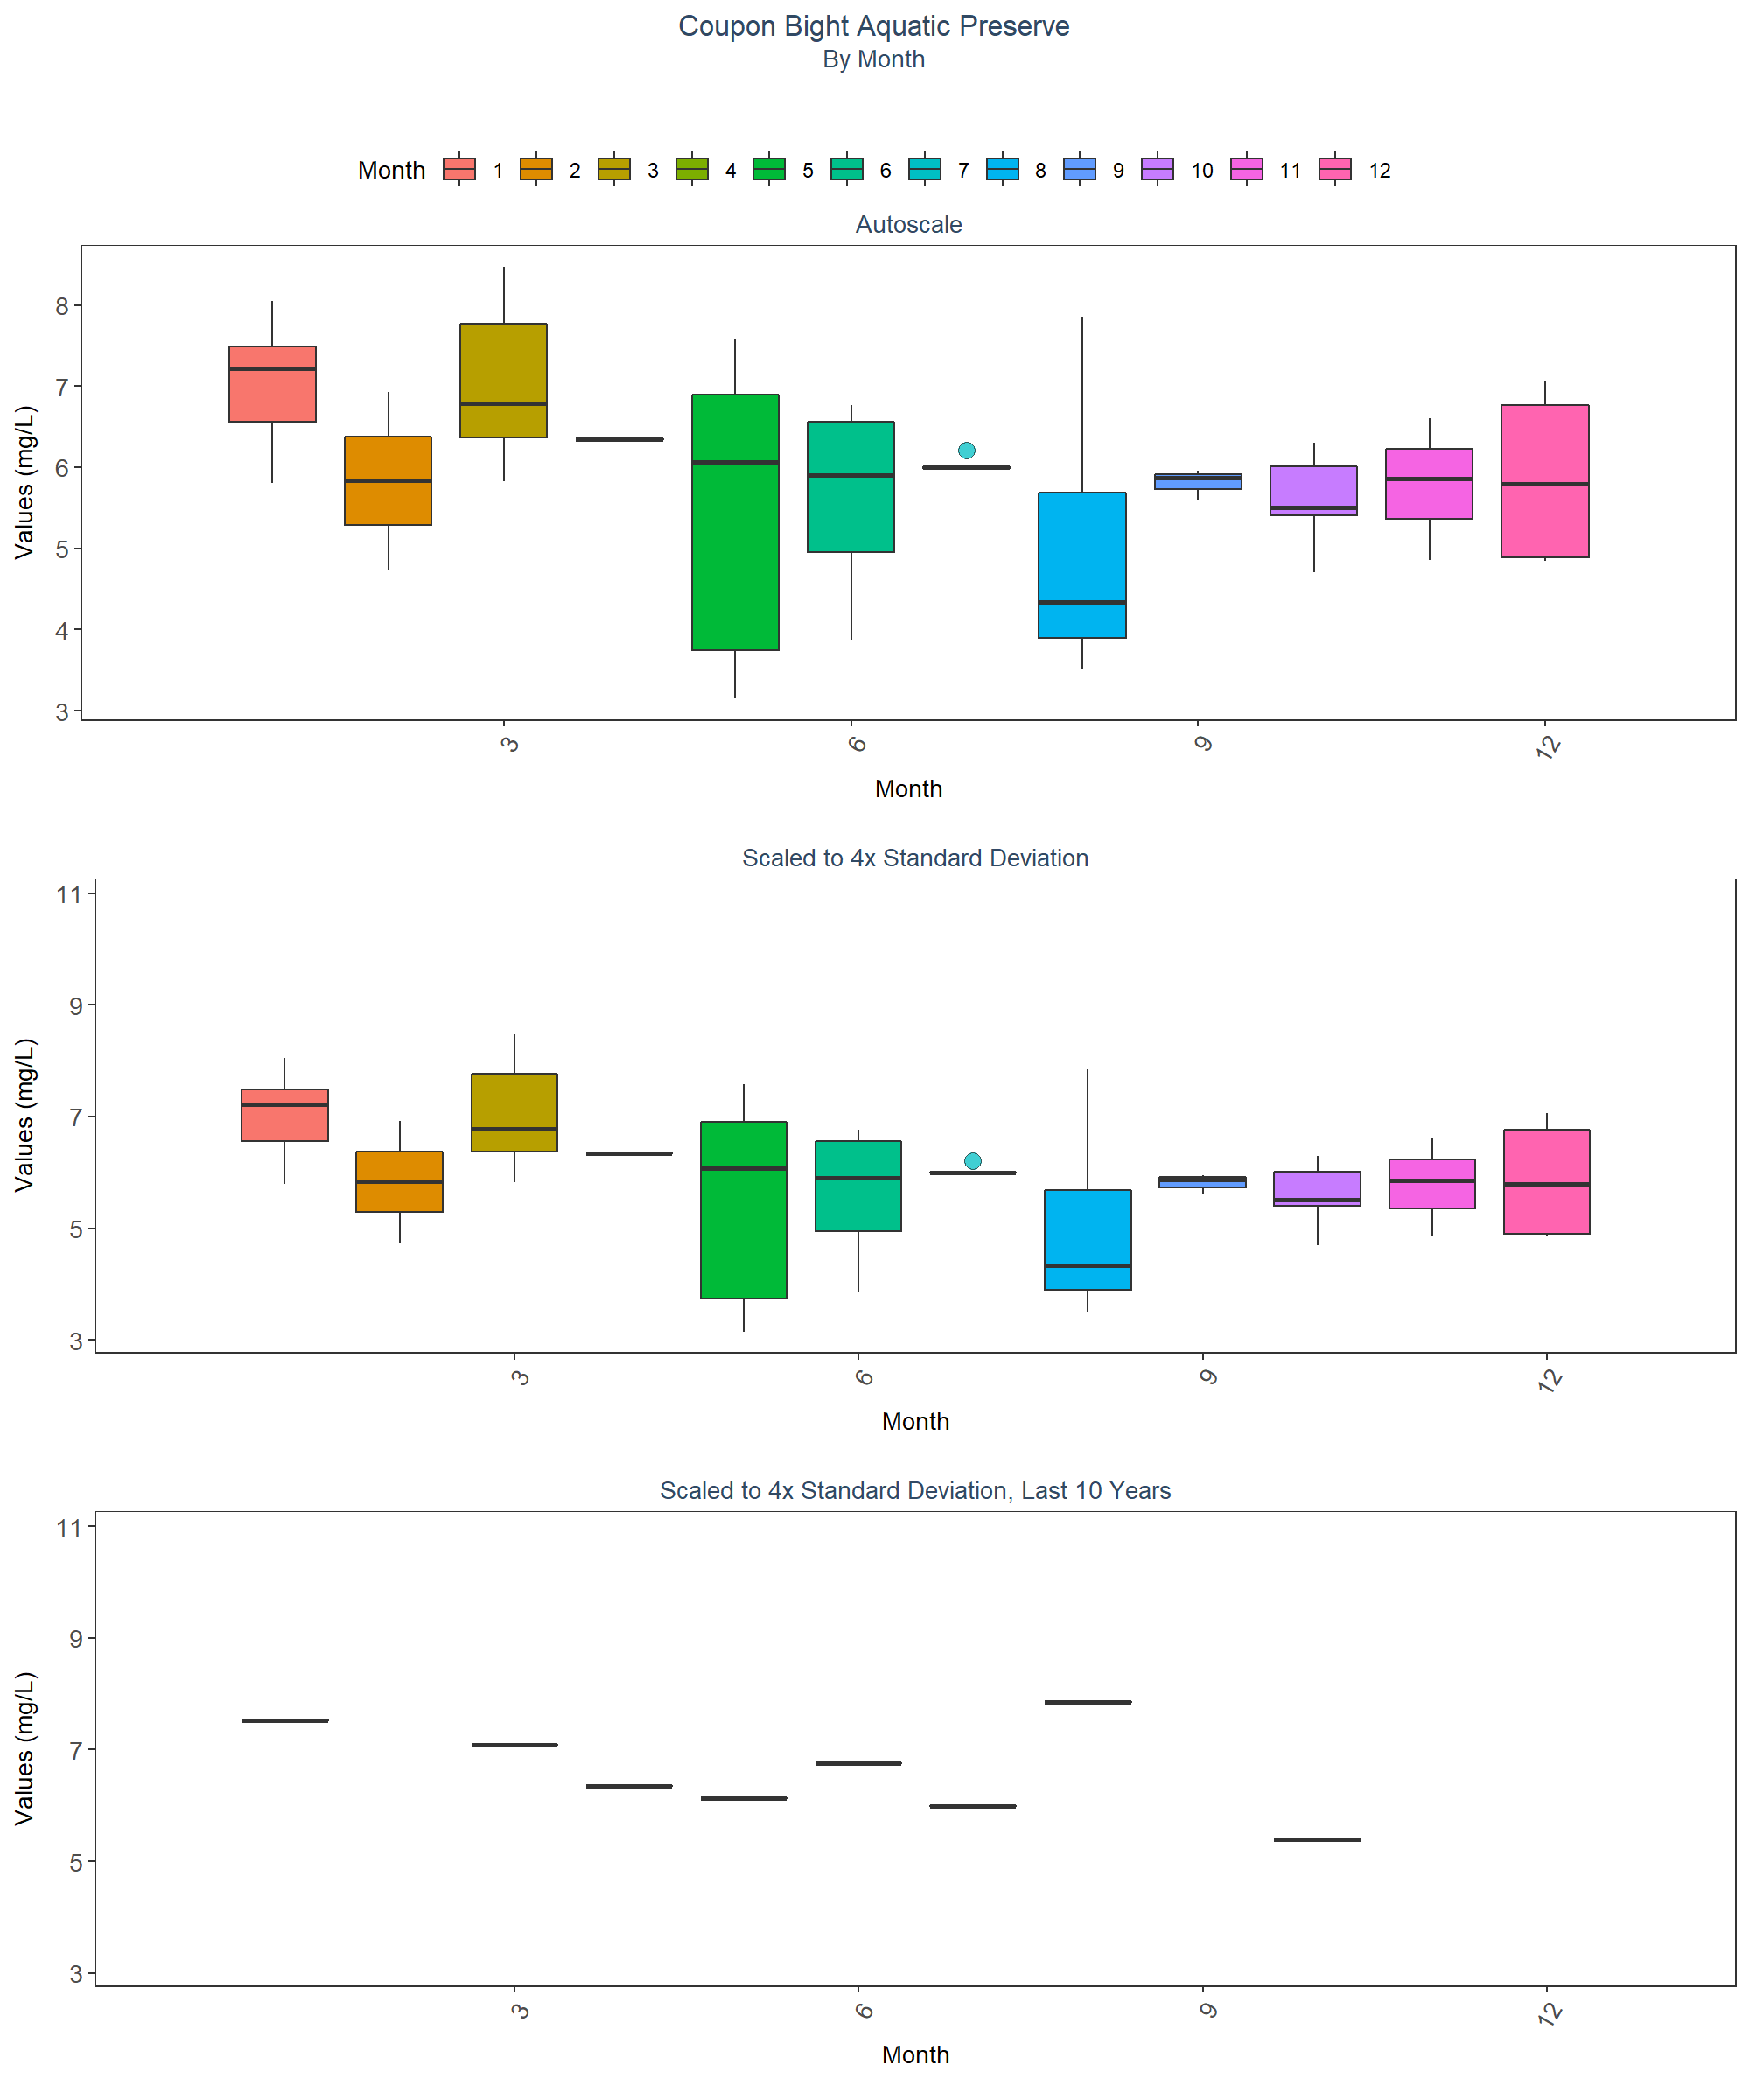 Coupon Bight Aquatic Preserve
By Month
Month 1 2 3 4 5 6 7 8 9 10 11 12
Autoscale
Values (mg/L)
8
7
6
5
4
3
3 6 9 12
Month
Scaled to 4x Standard Deviation
Values (mg/L)
11
9
7
5
3
3 6 9 12
Month
Scaled to 4x Standard Deviation, Last 10 Years
Values (mg/L)
11
9
7
5
3
3 6 9 12
Month